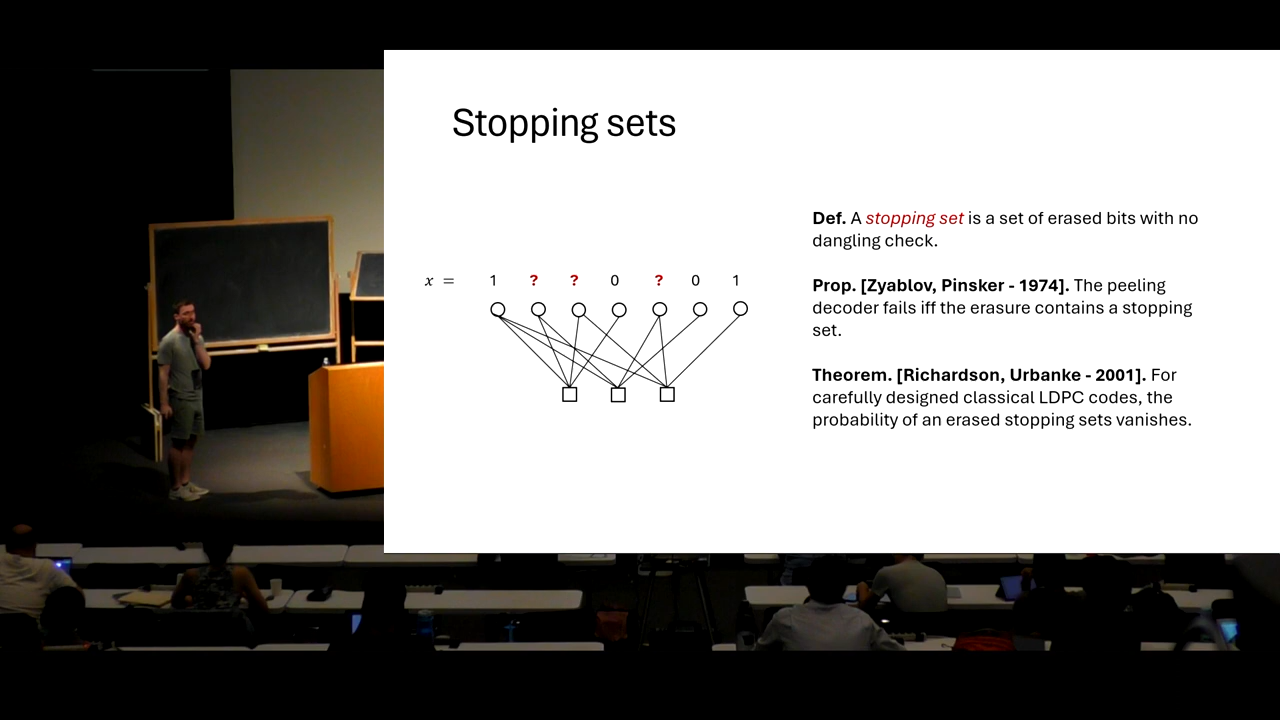 Stopping sets
x = 1 ? ? 0 ? 0 1
Def. A stopping set is a set of erased bits with no
dangling check.
Prop. [Zyablov, Pinsker - 1974]. The peeling
decoder fails iff the erasure contains a stopping
set.
Theorem. [Richardson, Urbanke - 2001]. For
carefully designed classical LDPC codes, the
probability of an erased stopping sets vanishes.